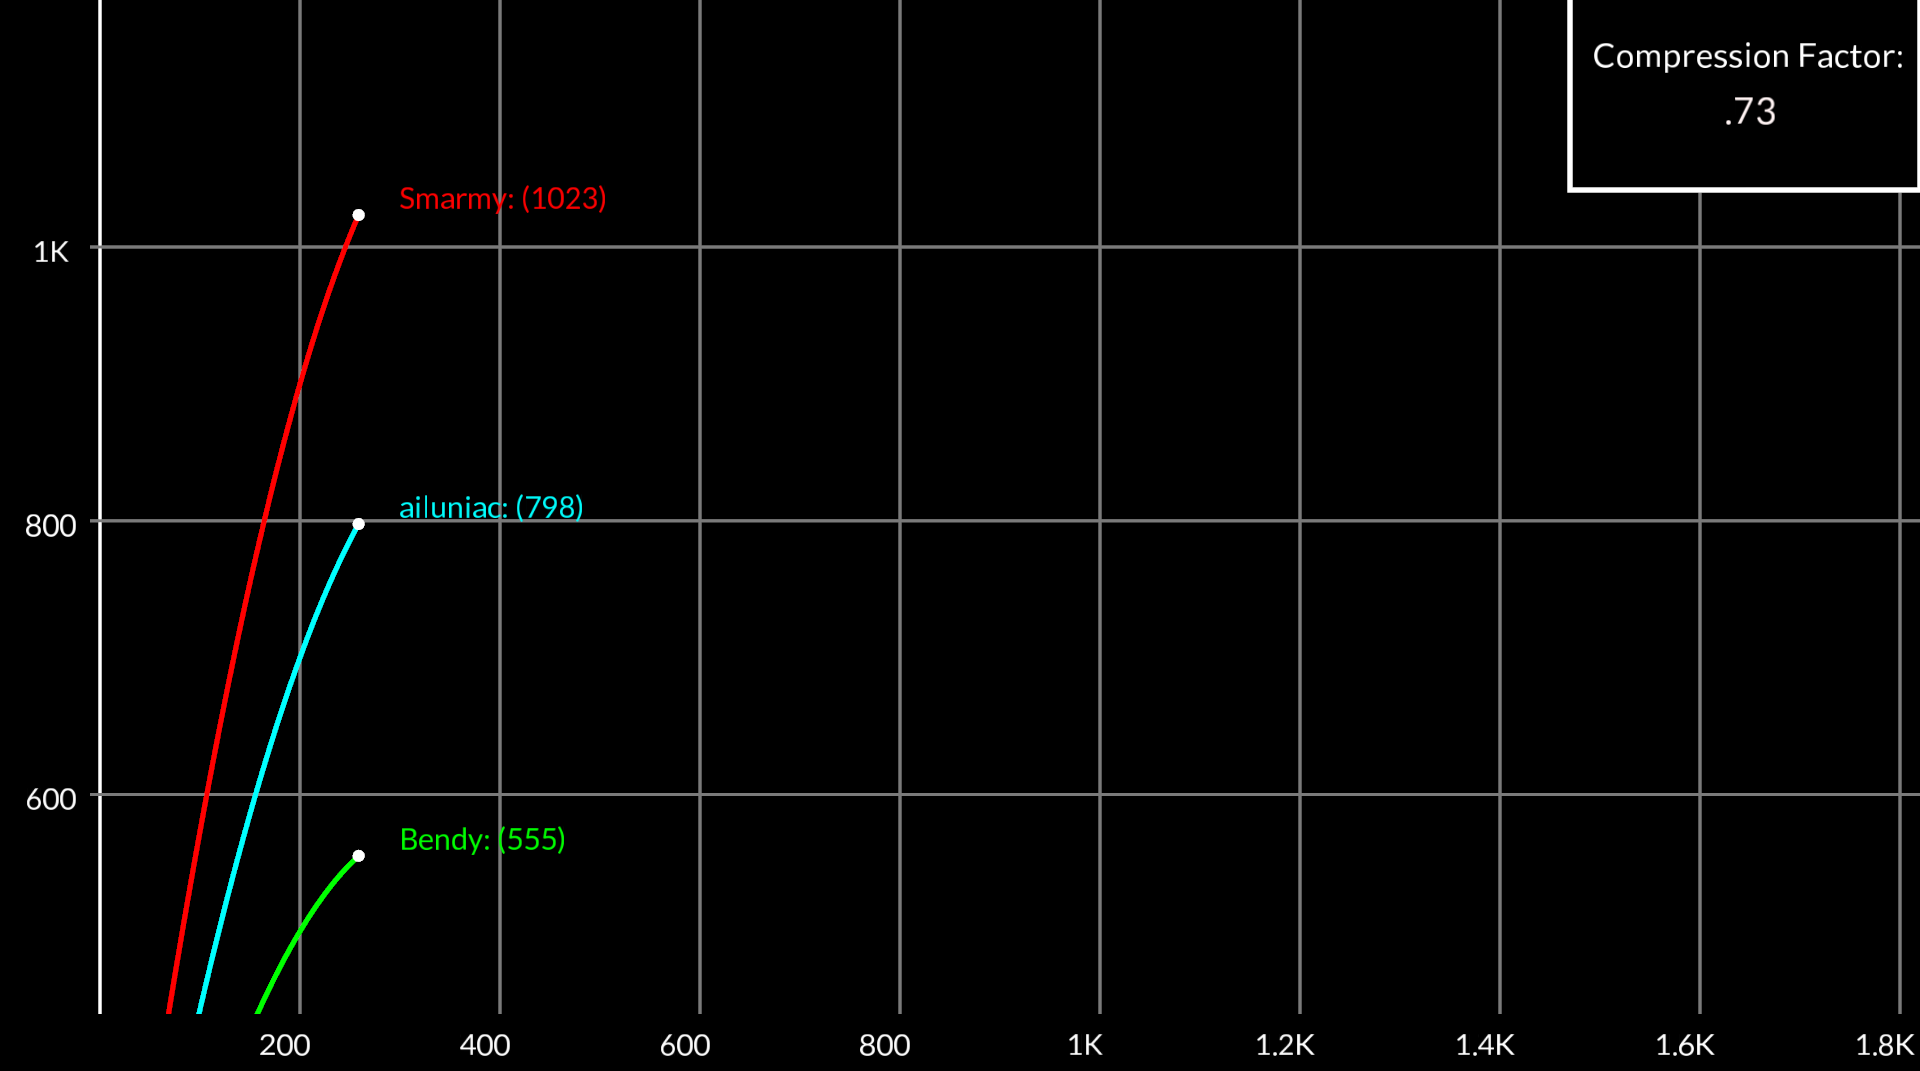 Compression Factor:
.73
Smarmy: (1023)
1K
ailuniac: (798)
800
600
Bendy: (555)
200 400 600 800 1K 1.2K 1.4K 1.6K 1.8K